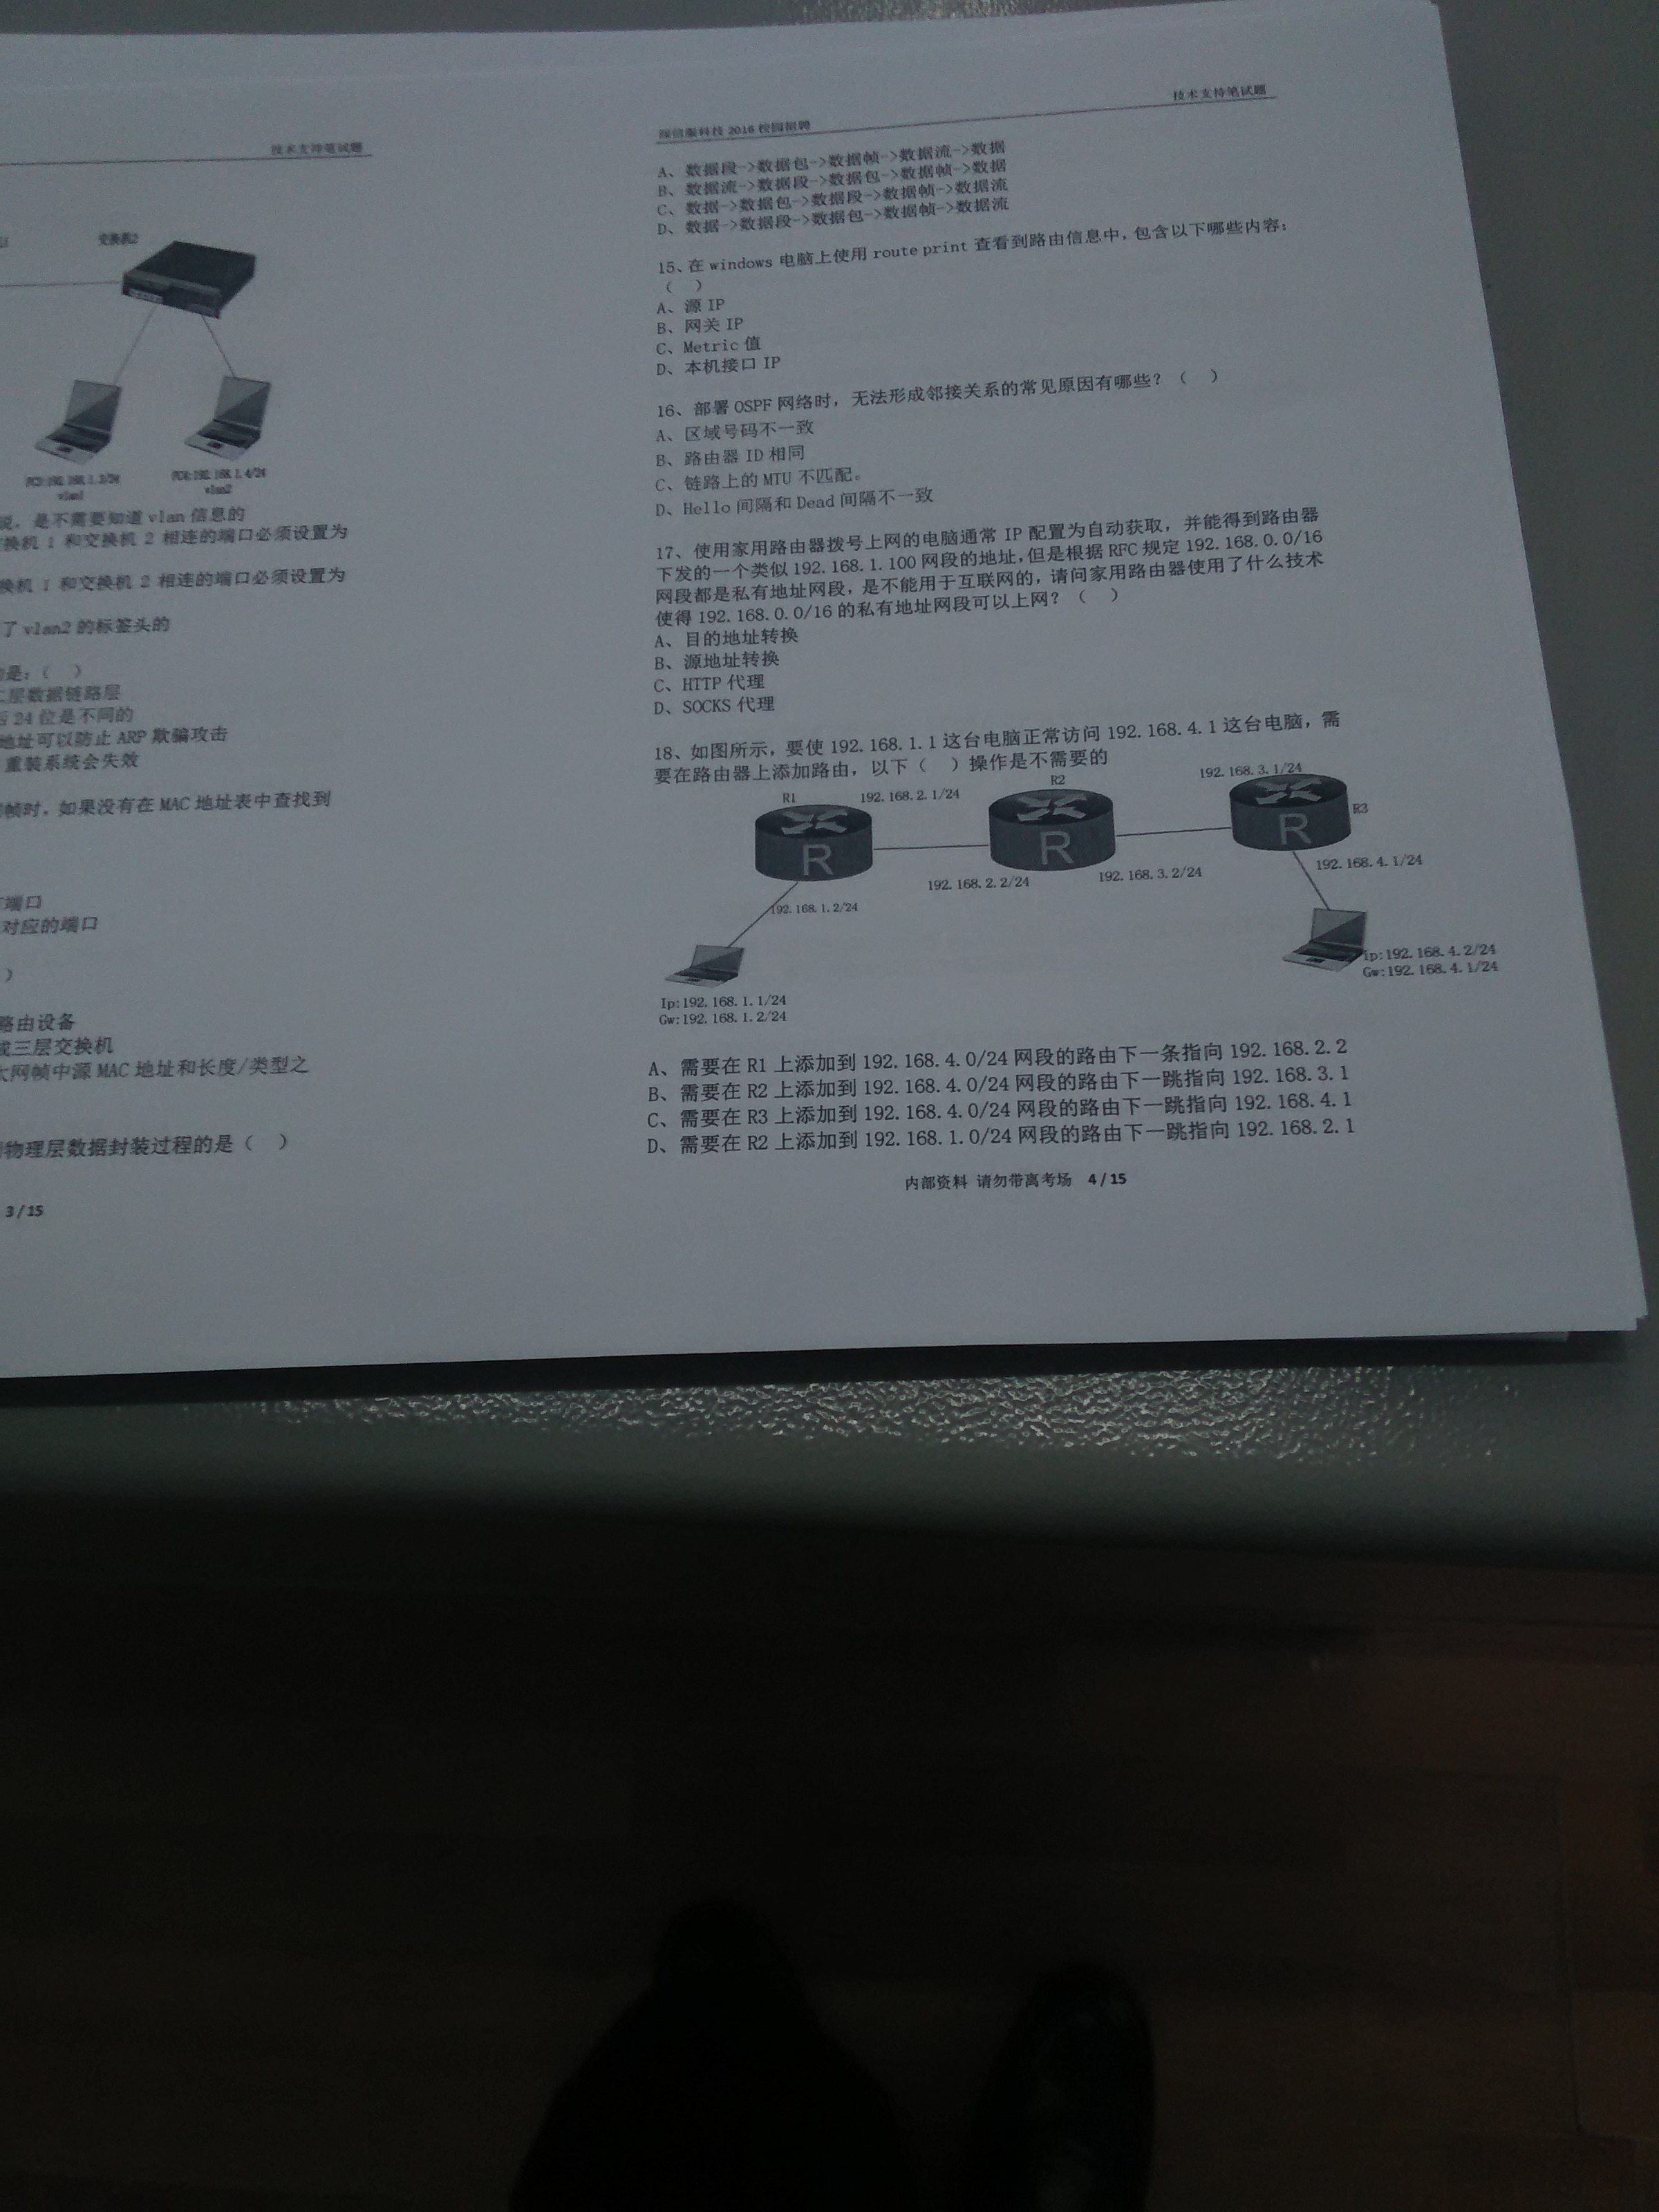 技术支持笔试题
交换机2
PC3:192.168.1.3/24
vlan1
PC4:192.168.1.4/24
vlan2
说，是不需要知道 vlan 信息的
换机 1 和交换机 2 相连的端口必须设置为
换机 1 和交换机 2 相连的端口必须设置为
了 vlan2 的标签头的
是：（ ）
二层数据链路层
后 24 位是不同的
地址可以防止 ARP 欺骗攻击
重装系统会失效
帧时，如果没有在 MAC 地址表中查找到
端口
对应的端口
）
路由设备
或三层交换机
太网帧中源 MAC 地址和长度/类型之
物理层数据封装过程的是（ ）
3 / 15
深信服科技 2016 校园招聘
技术支持笔试题
A、数据段->数据包->数据帧->数据流->数据
B、数据流->数据段->数据包->数据帧->数据
C、数据->数据包->数据段->数据帧->数据流
D、数据->数据段->数据包->数据帧->数据流
15、在 windows 电脑上使用 route print 查看到路由信息中，包含以下哪些内容：
（ ）
A、源 IP
B、网关 IP
C、Metric 值
D、本机接口 IP
16、部署 OSPF 网络时，无法形成邻接关系的常见原因有哪些？（ ）
A、区域号码不一致
B、路由器 ID 相同
C、链路上的 MTU 不匹配。
D、Hello 间隔和 Dead 间隔不一致
17、使用家用路由器拨号上网的电脑通常 IP 配置为自动获取，并能得到路由器
下发的一个类似 192.168.1.100 网段的地址，但是根据 RFC 规定 192.168.0.0/16
网段都是私有地址网段，是不能用于互联网的，请问家用路由器使用了什么技术
使得 192.168.0.0/16 的私有地址网段可以上网？（ ）
A、目的地址转换
B、源地址转换
C、HTTP 代理
D、SOCKS 代理
18、如图所示，要使 192.168.1.1 这台电脑正常访问 192.168.4.1 这台电脑，需
要在路由器上添加路由，以下（ ）操作是不需要的
R1
192.168.2.1/24
R2
192.168.3.1/24
R3
R
R
R
192.168.2.2/24
192.168.3.2/24
192.168.4.1/24
192.168.1.2/24
Ip:192.168.4.2/24
Gw:192.168.4.1/24
Ip:192.168.1.1/24
Gw:192.168.1.2/24
A、需要在 R1 上添加到 192.168.4.0/24 网段的路由下一条指向 192.168.2.2
B、需要在 R2 上添加到 192.168.4.0/24 网段的路由下一跳指向 192.168.3.1
C、需要在 R3 上添加到 192.168.4.0/24 网段的路由下一跳指向 192.168.4.1
D、需要在 R2 上添加到 192.168.1.0/24 网段的路由下一跳指向 192.168.2.1
内部资料 请勿带离考场 4 / 15